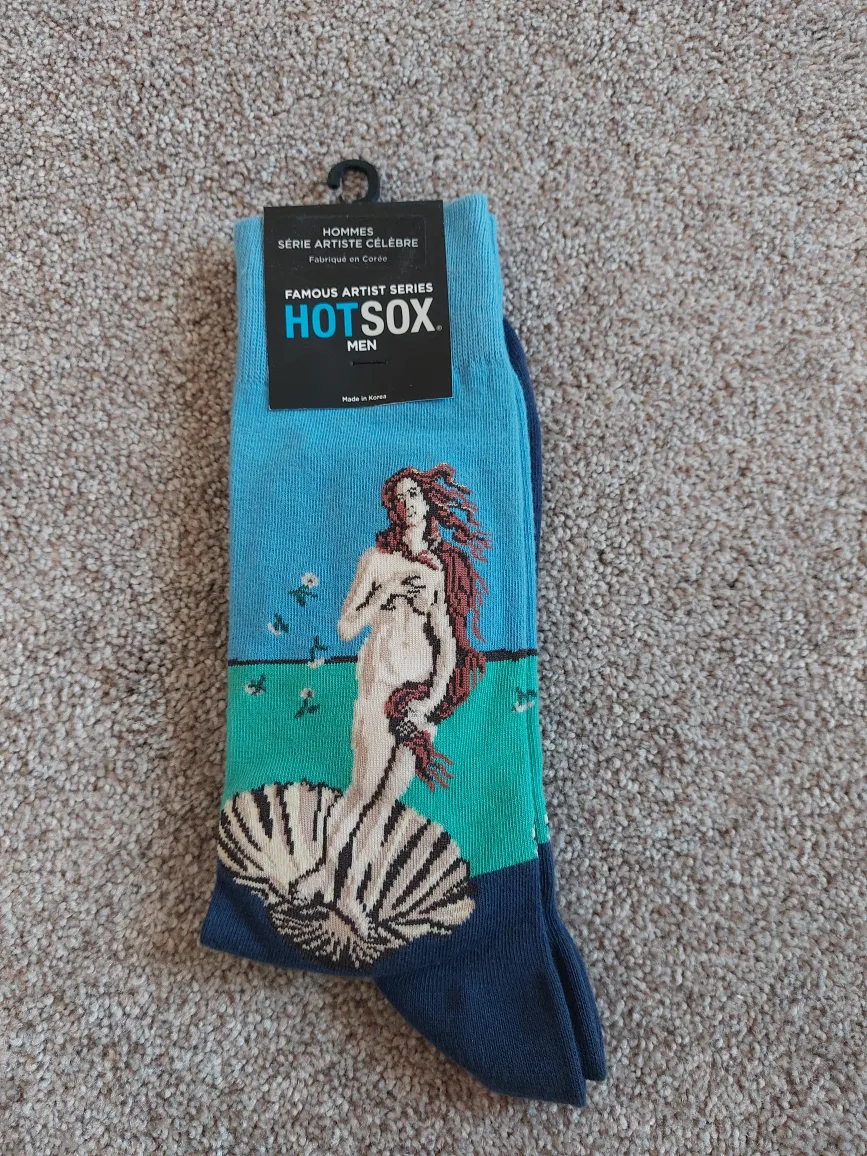 HOMMES
SÉRIE ARTISTE CÉLÈBRE
Fabriqué en Corée
FAMOUS ARTIST SERIES
HOTSOX®
MEN
Made in Korea